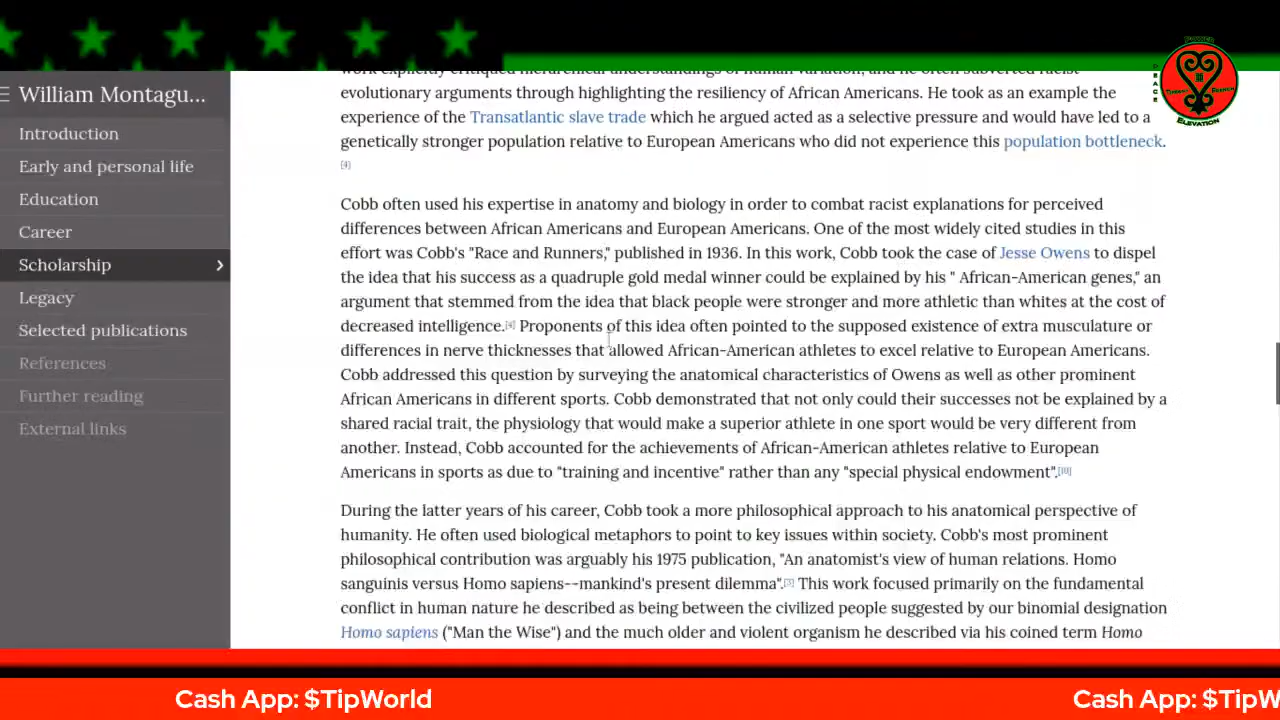 POWER
PEACE
ELEVATION
William Montagu...
Introduction
Early and personal life
Education
Career
Scholarship
Legacy
Selected publications
References
Further reading
External links
work explicitly critiqued hierarchical understandings of human variation, and he often subverted racist
evolutionary arguments through highlighting the resiliency of African Americans. He took as an example the
experience of the Transatlantic slave trade which he argued acted as a selective pressure and would have led to a
genetically stronger population relative to European Americans who did not experience this population bottleneck.
[4]
Cobb often used his expertise in anatomy and biology in order to combat racist explanations for perceived
differences between African Americans and European Americans. One of the most widely cited studies in this
effort was Cobb's "Race and Runners," published in 1936. In this work, Cobb took the case of Jesse Owens to dispel
the idea that his success as a quadruple gold medal winner could be explained by his " African-American genes," an
argument that stemmed from the idea that black people were stronger and more athletic than whites at the cost of
decreased intelligence.[4] Proponents of this idea often pointed to the supposed existence of extra musculature or
differences in nerve thicknesses that allowed African-American athletes to excel relative to European Americans.
Cobb addressed this question by surveying the anatomical characteristics of Owens as well as other prominent
African Americans in different sports. Cobb demonstrated that not only could their successes not be explained by a
shared racial trait, the physiology that would make a superior athlete in one sport would be very different from
another. Instead, Cobb accounted for the achievements of African-American athletes relative to European
Americans in sports as due to "training and incentive" rather than any "special physical endowment".[10]
During the latter years of his career, Cobb took a more philosophical approach to his anatomical perspective of
humanity. He often used biological metaphors to point to key issues within society. Cobb's most prominent
philosophical contribution was arguably his 1975 publication, "An anatomist's view of human relations. Homo
sanguinis versus Homo sapiens--mankind's present dilemma".[5] This work focused primarily on the fundamental
conflict in human nature he described as being between the civilized people suggested by our binomial designation
Homo sapiens ("Man the Wise") and the much older and violent organism he described via his coined term Homo
Cash App: $TipWorld
Cash App: $TipW